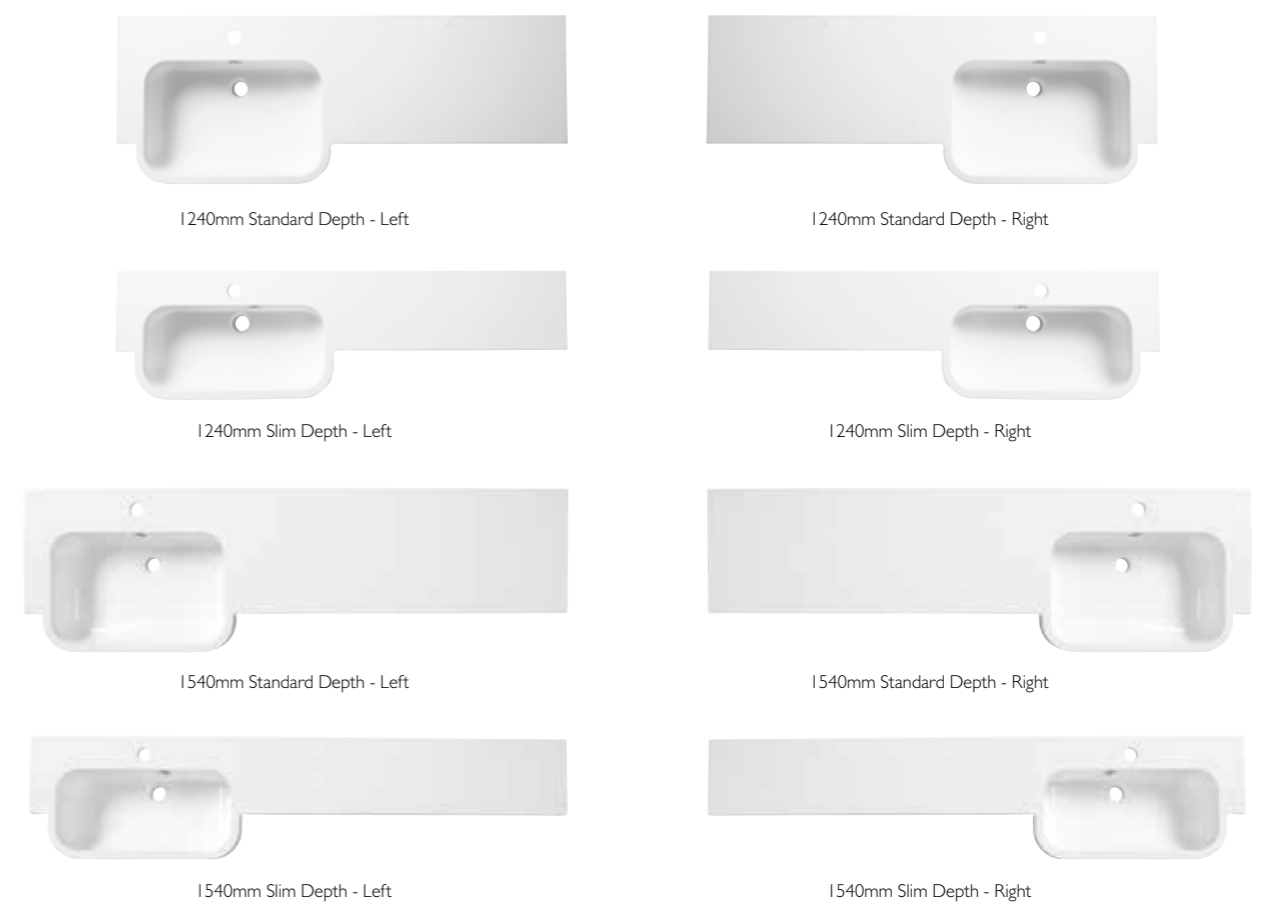 1240mm Standard Depth - Left
1240mm Standard Depth - Right
1240mm Slim Depth - Left
1240mm Slim Depth - Right
1540mm Standard Depth - Left
1540mm Standard Depth - Right
1540mm Slim Depth - Left
1540mm Slim Depth - Right